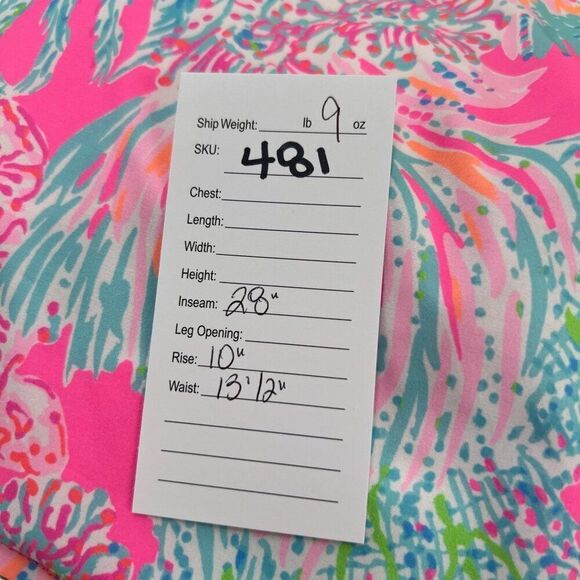 Ship Weight: lb 9 oz
SKU: 481
Chest:
Length:
Width:
Height:
Inseam: 28"
Leg Opening:
Rise: 10"
Waist: 13 1/2"